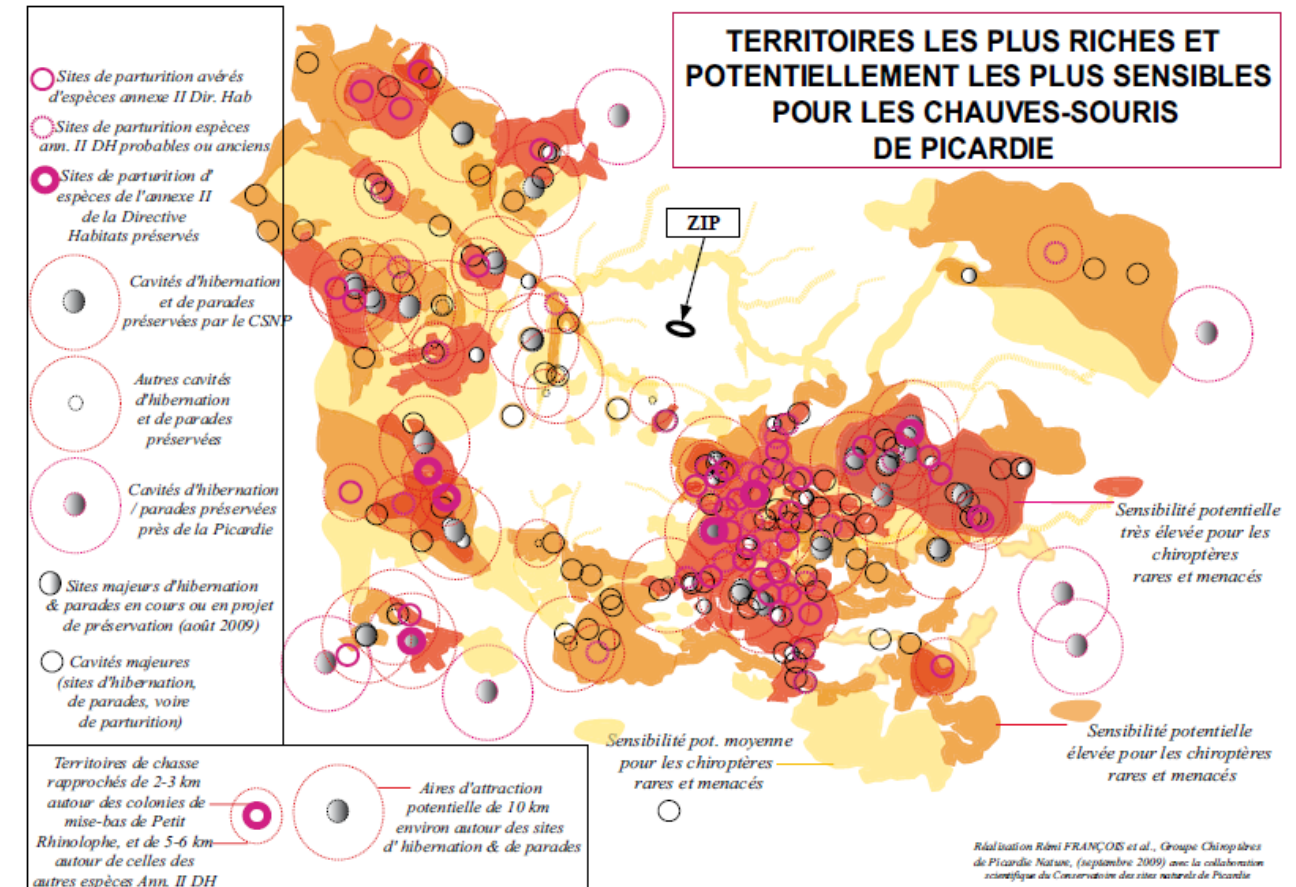 TERRITOIRES LES PLUS RICHES ET
POTENTIELLEMENT LES PLUS SENSIBLES
POUR LES CHAUVES-SOURIS
DE PICARDIE
Sites de parturition avérés
d'espèces annexe II Dir. Hab
Sites de parturition espèces
ann. II DH probables ou anciens
Sites de parturition d'
espèces de l'annexe II
de la Directive
Habitats préservés
Cavités d'hibernation
et de parades
préservées par le CSNP
Autres cavités
d'hibernation
et de parades
préservées
Cavités d'hibernation
/ parades préservées
près de la Picardie
Sites majeurs d'hibernation
& parades en cours ou en projet
de préservation (août 2009)
Cavités majeures
(sites d'hibernation,
de parades, voire
de parturition)
ZIP
Sensibilité potentielle
très élevée pour les
chiroptères
rares et menacés
Sensibilité potentielle
élevée pour les chiroptères
rares et menacés
Sensibilité pot. moyenne
pour les chiroptères
rares et menacés
Territoires de chasse
rapprochés de 2-3 km
autour des colonies de
mise-bas de Petit
Rhinolophe, et de 5-6 km
autour de celles des
autres espèces Ann. II DH
Aires d'attraction
potentielle de 10 km
environ autour des sites
d' hibernation & de parades
Réalisation Rémi FRANÇOIS et al., Groupe Chiroptères
de Picardie Nature, (septembre 2009) avec la collaboration
scientifique du Conservatoire des sites naturels de Picardie